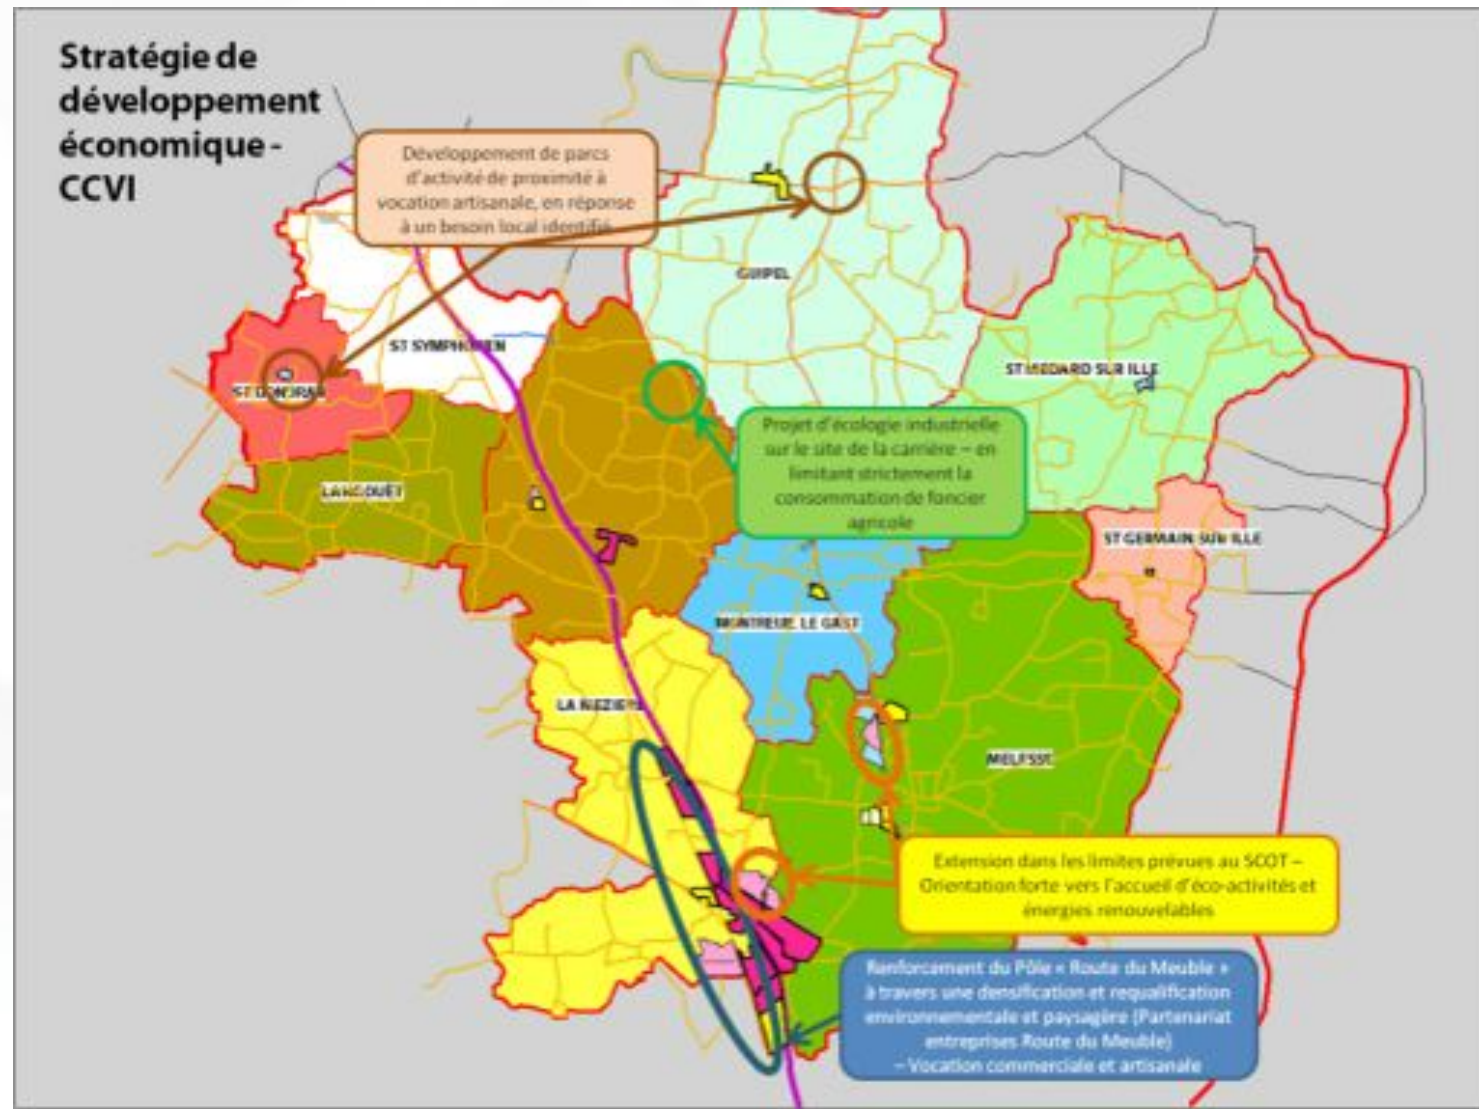 Stratégie de
développement
économique -
CCVI
Développement de parcs
d'activité de proximité à
vocation artisanale, en réponse
à un besoin local identifié
GUIPEL
ST SYMPHORIEN
ST MEDARD SUR ILLE
ST GONDRAN
Projet d'écologie industrielle
sur le site de la carrière – en
limitant strictement la
consommation de foncier
agricole
LANGOUËT
ST GERMAIN SUR ILLE
MONTREUIL LE GAST
LA MEZIERE
MELESSE
Extension dans les limites prévues au SCOT –
Orientation forte vers l'accueil d'éco-activités et
énergies renouvelables
Renforcement du Pôle « Route du Meuble »
à travers une densification et requalification
environnementale et paysagère (Partenariat
entreprises Route du Meuble)
– Vocation commerciale et artisanale